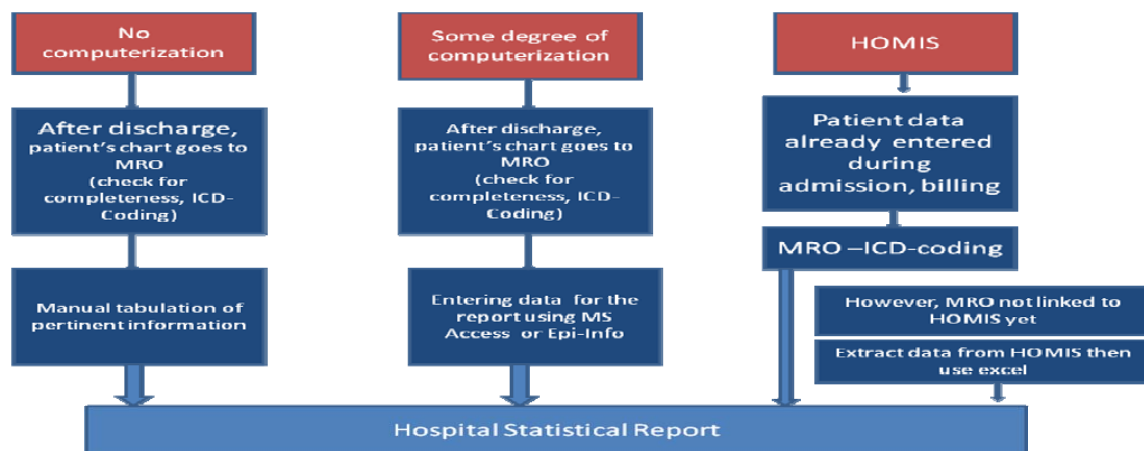 No
computerization
After discharge,
patient's chart goes to
MRO
(check for
completeness, ICD-
Coding)
Manual tabulation of
pertinent information
Some degree of
computerization
After discharge,
patient's chart goes to
MRO
(check for
completeness, ICD-
Coding)
Entering data for the
report using MS
Access or Epi-Info
HOMIS
Patient data
already entered
during
admission, billing
MRO –ICD-coding
However, MRO not linked to
HOMIS yet
Extract data from HOMIS then
use excel
Hospital Statistical Report